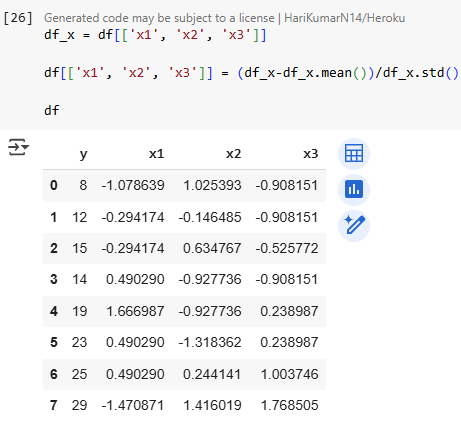 [26] Generated code may be subject to a license | HariKumarN14/Heroku
df_x = df[['x1', 'x2', 'x3']]
df[['x1', 'x2', 'x3']] = (df_x-df_x.mean())/df_x.std()
df
y x1 x2 x3
0 8 -1.078639 1.025393 -0.908151
1 12 -0.294174 -0.146485 -0.908151
2 15 -0.294174 0.634767 -0.525772
3 14 0.490290 -0.927736 -0.908151
4 19 1.666987 -0.927736 0.238987
5 23 0.490290 -1.318362 0.238987
6 25 0.490290 0.244141 1.003746
7 29 -1.470871 1.416019 1.768505